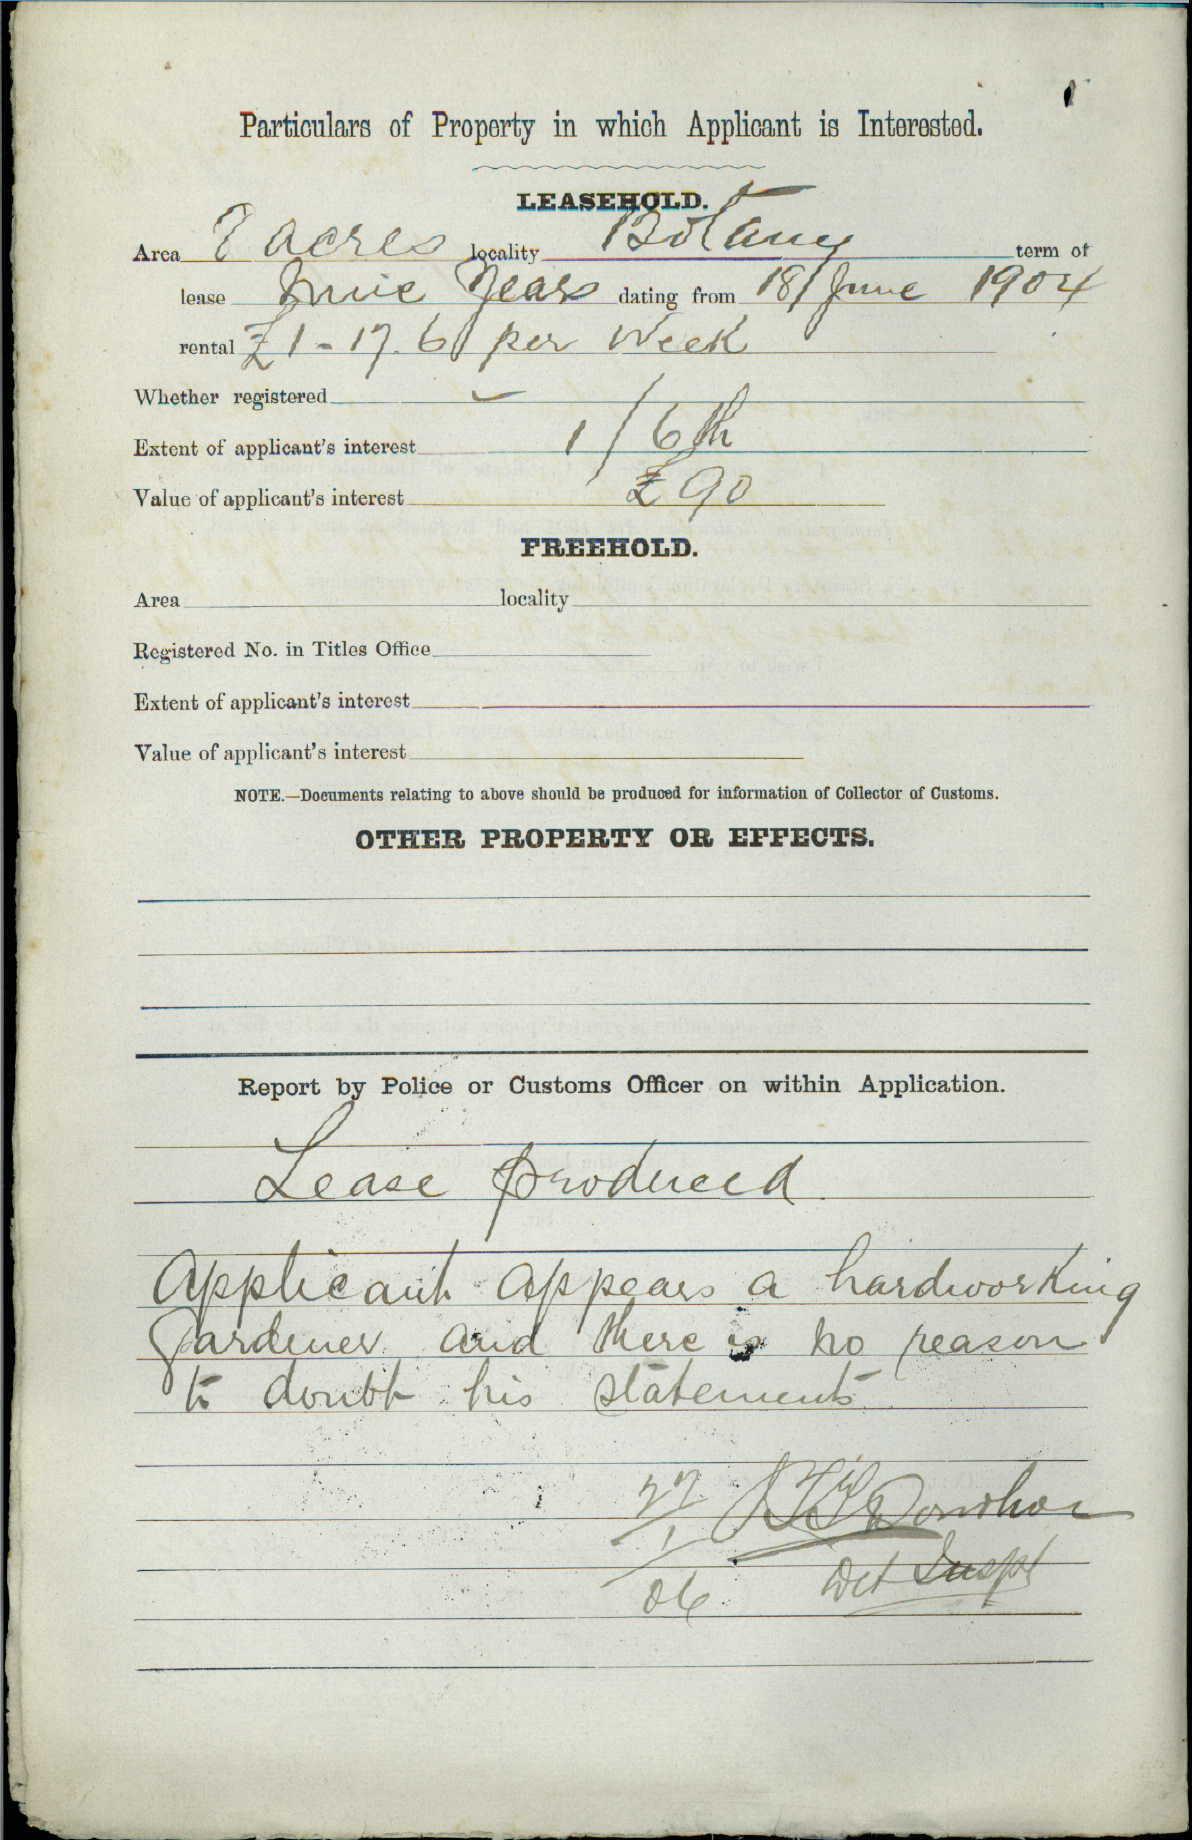 Particulars of Property in which Applicant is Interested.
LEASEHOLD.
Area acres locality Botany term of
lease Years dating from 18/June 1904
rental £1-17.6 per Week
Whether registered
Extent of applicant's interest 1/6th
Value of applicant's interest £90
FREEHOLD.
Area locality
Registered No. in Titles Office
Extent of applicant's interest
Value of applicant's interest
NOTE.—Documents relating to above should be produced for information of Collector of Customs.
OTHER PROPERTY OR EFFECTS.
Report by Police or Customs Officer on within Application.
Lease produced
Applicant appears a hardworking
Gardener and there is no reason
to doubt his statements
27
1
06
Det Inspr